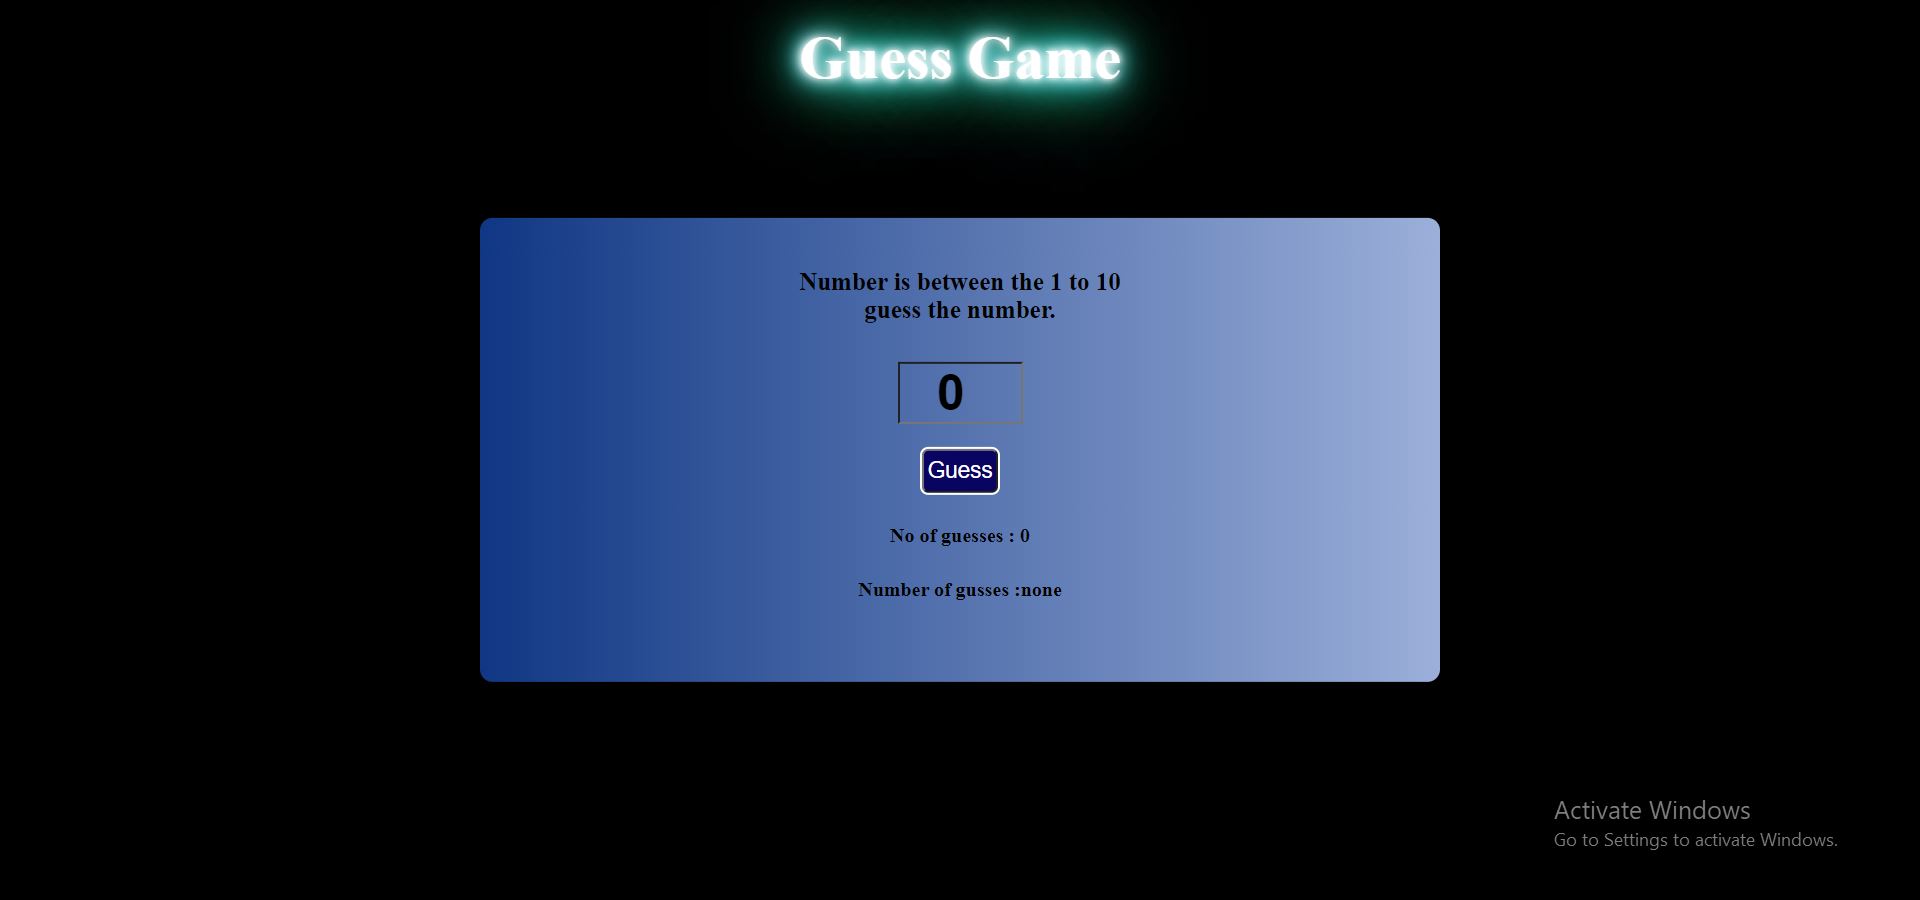 Guess Game
Number is between the 1 to 10
guess the number.
0
Guess
No of guesses : 0
Number of gusses :none
Activate Windows
Go to Settings to activate Windows.